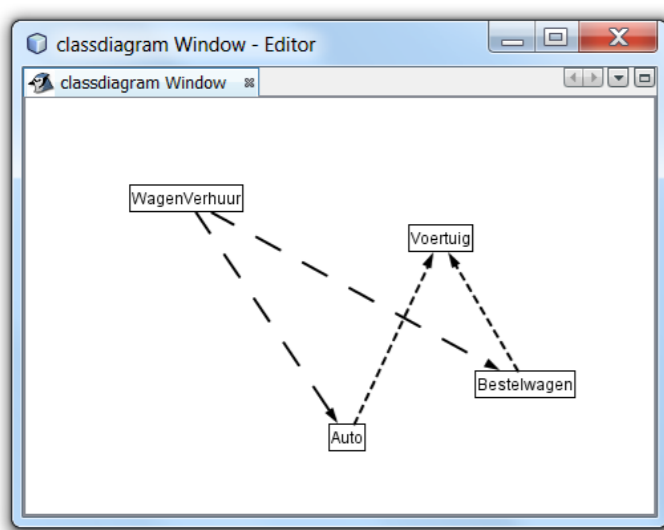 classdiagram Window - Editor
classdiagram Window
WagenVerhuur
Voertuig
Bestelwagen
Auto